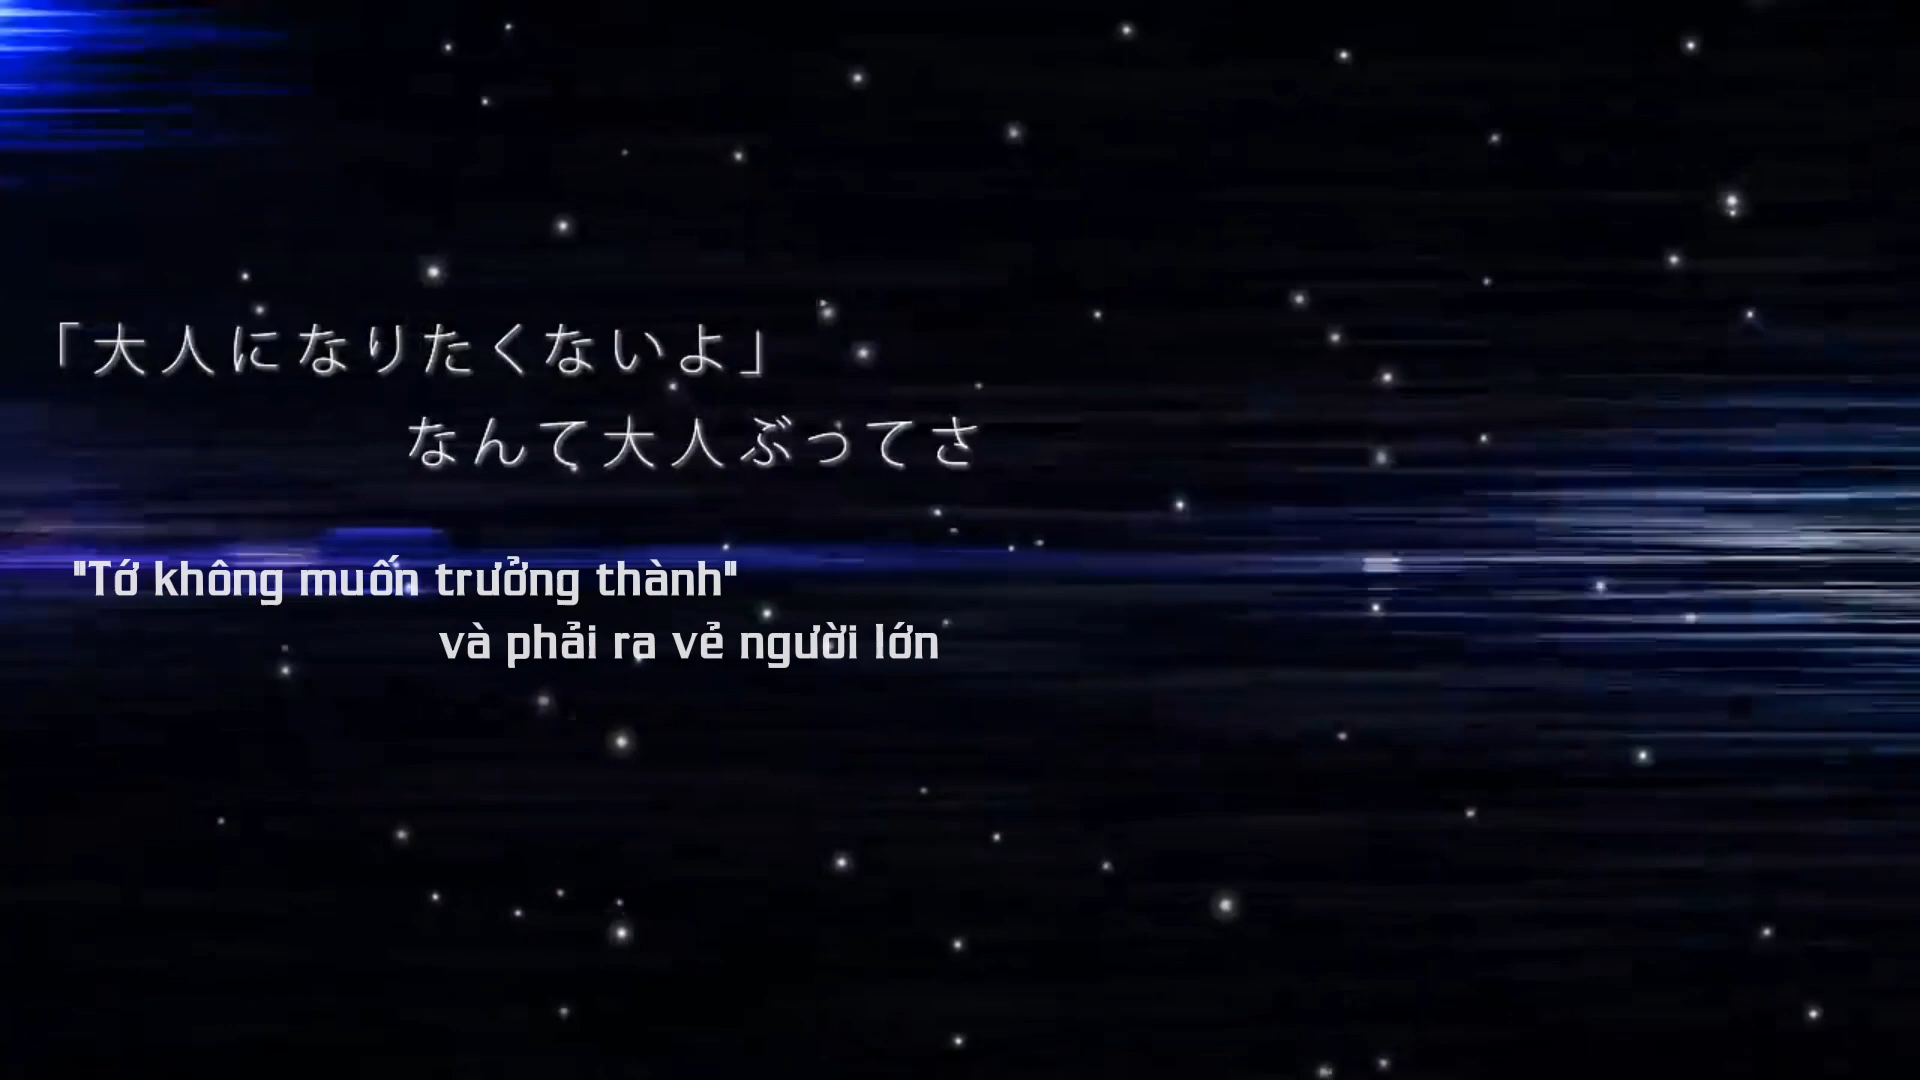 「大人になりたくないよ」
なんて大人ぶってさ
"Tớ không muốn trưởng thành"
và phải ra vẻ người lớn